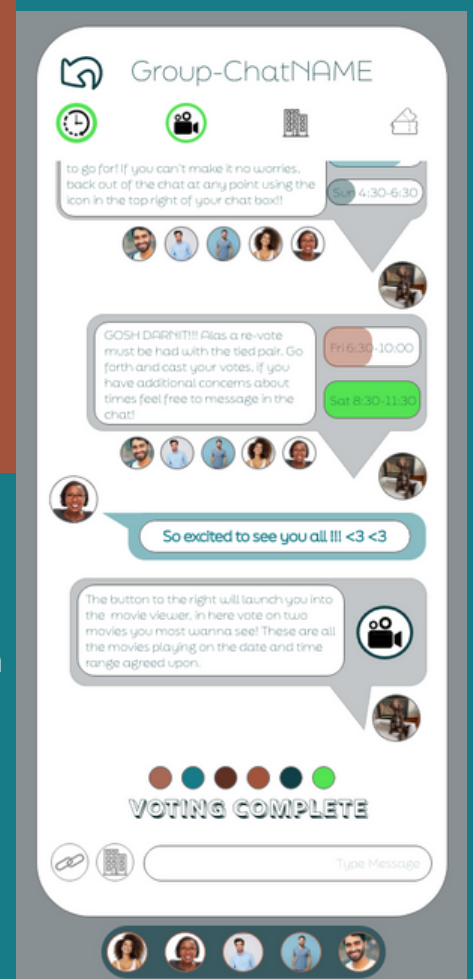 Group-ChatNAME
to go for! If you can't make it no worries,
back out of the chat at any point using the
icon in the top right of your chat box!!
Sun 4:30-6:30
GOSH DARNIT!!! Alas a re-vote
must be had with the tied pair. Go
forth and cast your votes, if you
have additional concerns about
times feel free to message in the
chat!
Fri 6:30-10:00
Sat 8:30-11:30
So excited to see you all !!! <3 <3
The button to the right will launch you into
the movie viewer, in here vote on two
movies you most wanna see! These are all
the movies playing on the date and time
range agreed upon.
VOTING COMPLETE
Type Message